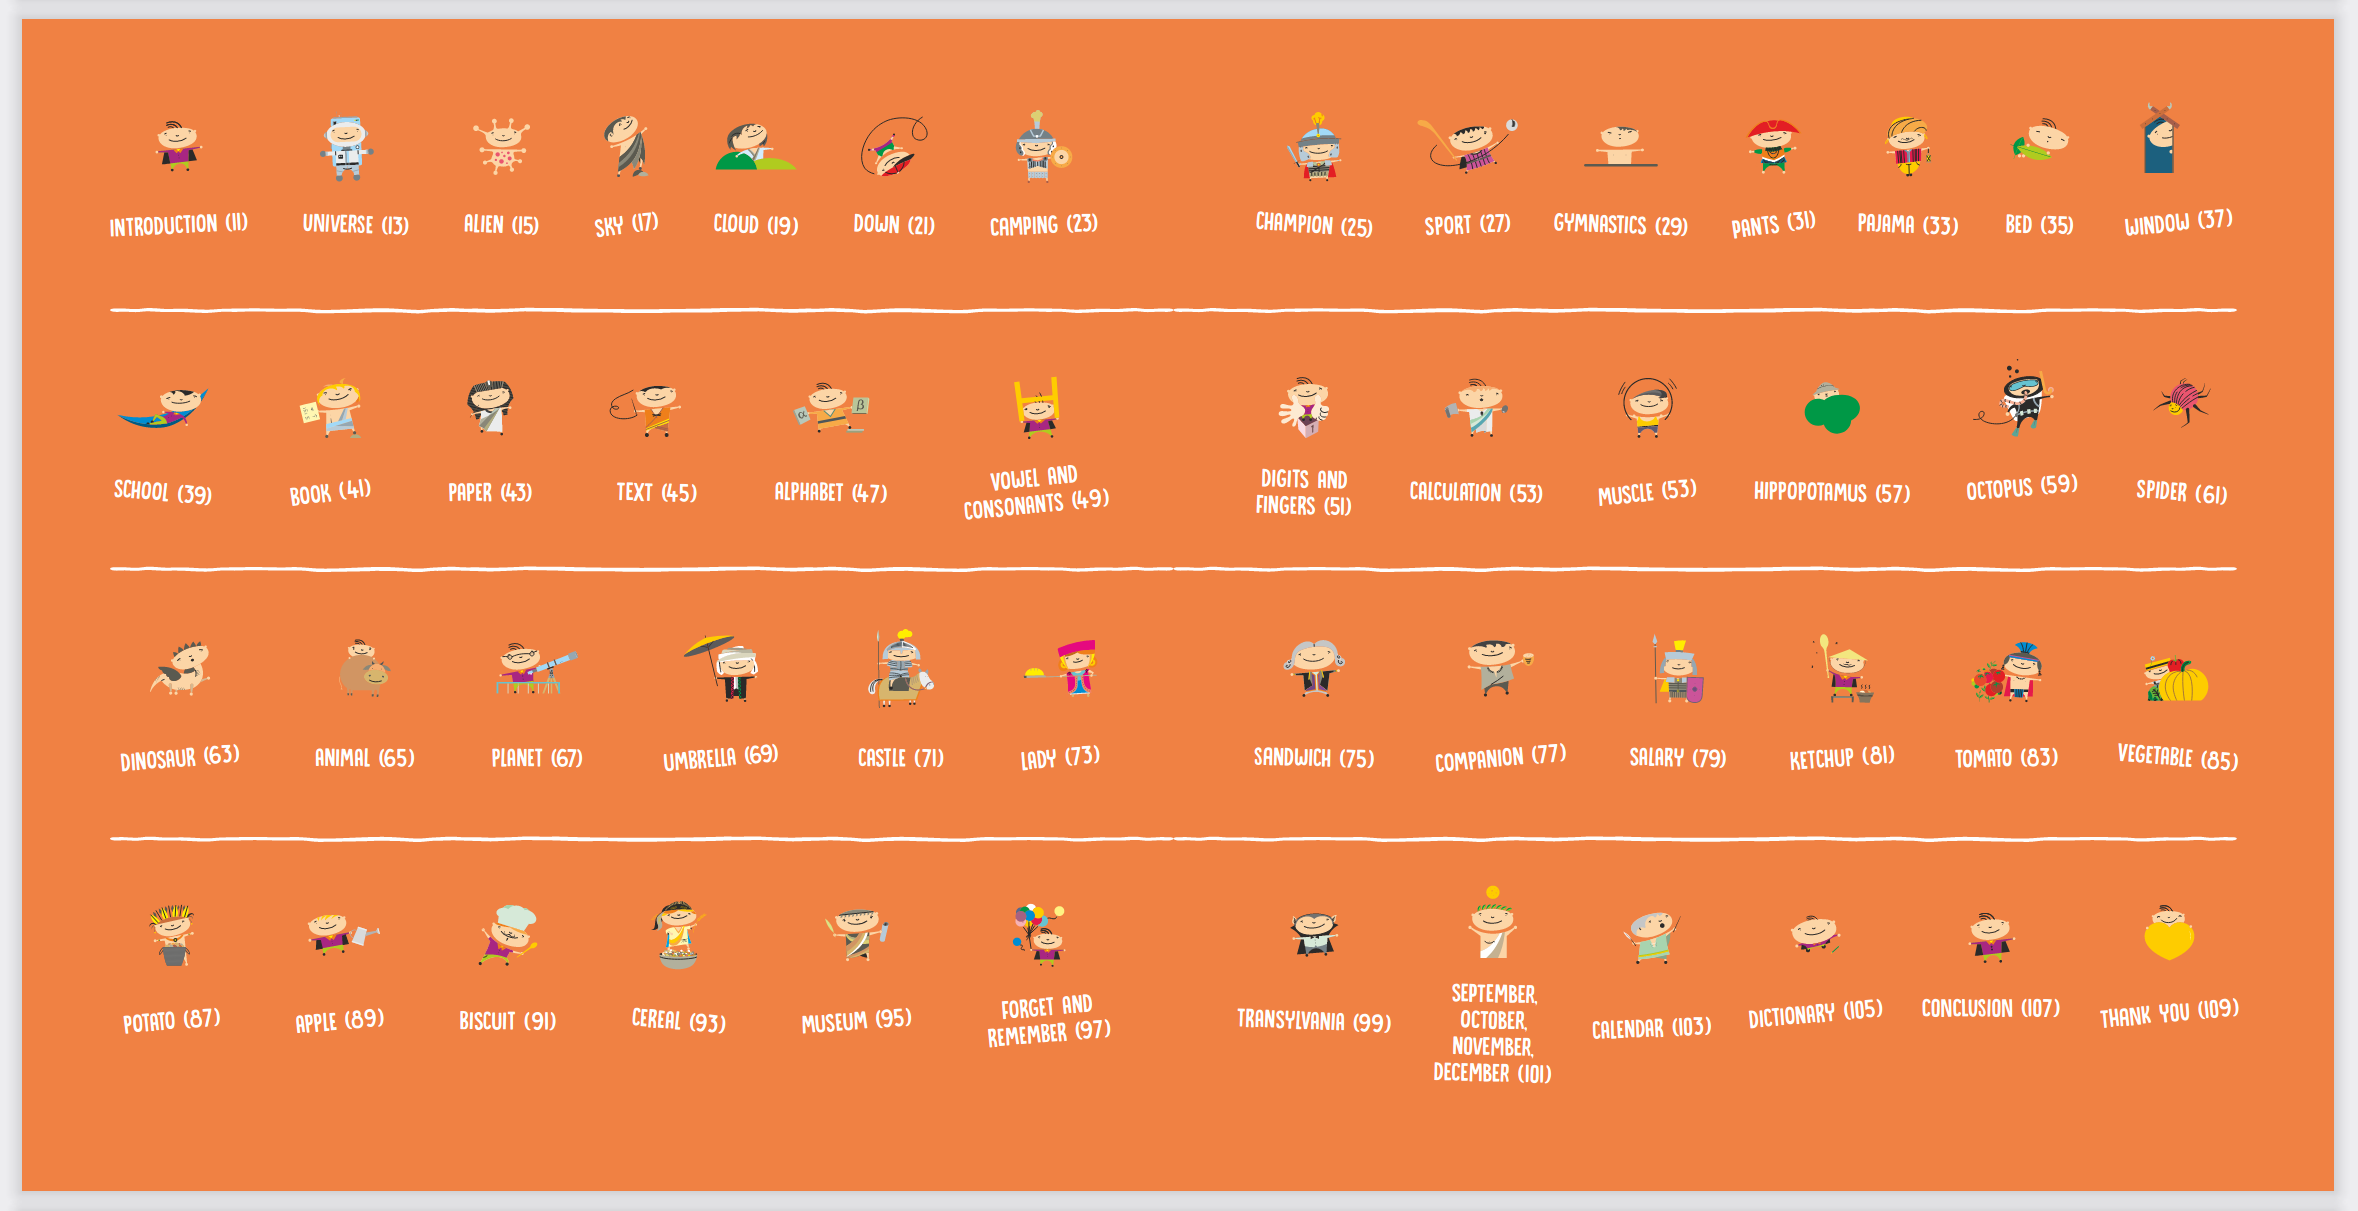 INTRODUCTION (11)
UNIVERSE (13)
ALIEN (15)
SKY (17)
CLOUD (19)
DOWN (21)
CAMPING (23)
CHAMPION (25)
SPORT (27)
GYMNASTICS (29)
PANTS (31)
PAJAMA (33)
BED (35)
WINDOW (37)
SCHOOL (39)
BOOK (41)
PAPER (43)
TEXT (45)
α
β
ALPHABET (47)
VOWEL AND
CONSONANTS (49)
DIGITS AND
FINGERS (51)
CALCULATION (53)
MUSCLE (53)
HIPPOPOTAMUS (57)
OCTOPUS (59)
SPIDER (61)
DINOSAUR (63)
ANIMAL (65)
PLANET (67)
UMBRELLA (69)
CASTLE (71)
LADY (73)
SANDWICH (75)
COMPANION (77)
SALARY (79)
KETCHUP (81)
TOMATO (83)
VEGETABLE (85)
POTATO (87)
APPLE (89)
BISCUIT (91)
CEREAL (93)
MUSEUM (95)
FORGET AND
REMEMBER (97)
TRANSYLVANIA (99)
SEPTEMBER,
OCTOBER,
NOVEMBER,
DECEMBER (101)
CALENDAR (103)
DICTIONARY (105)
CONCLUSION (107)
THANK YOU (109)